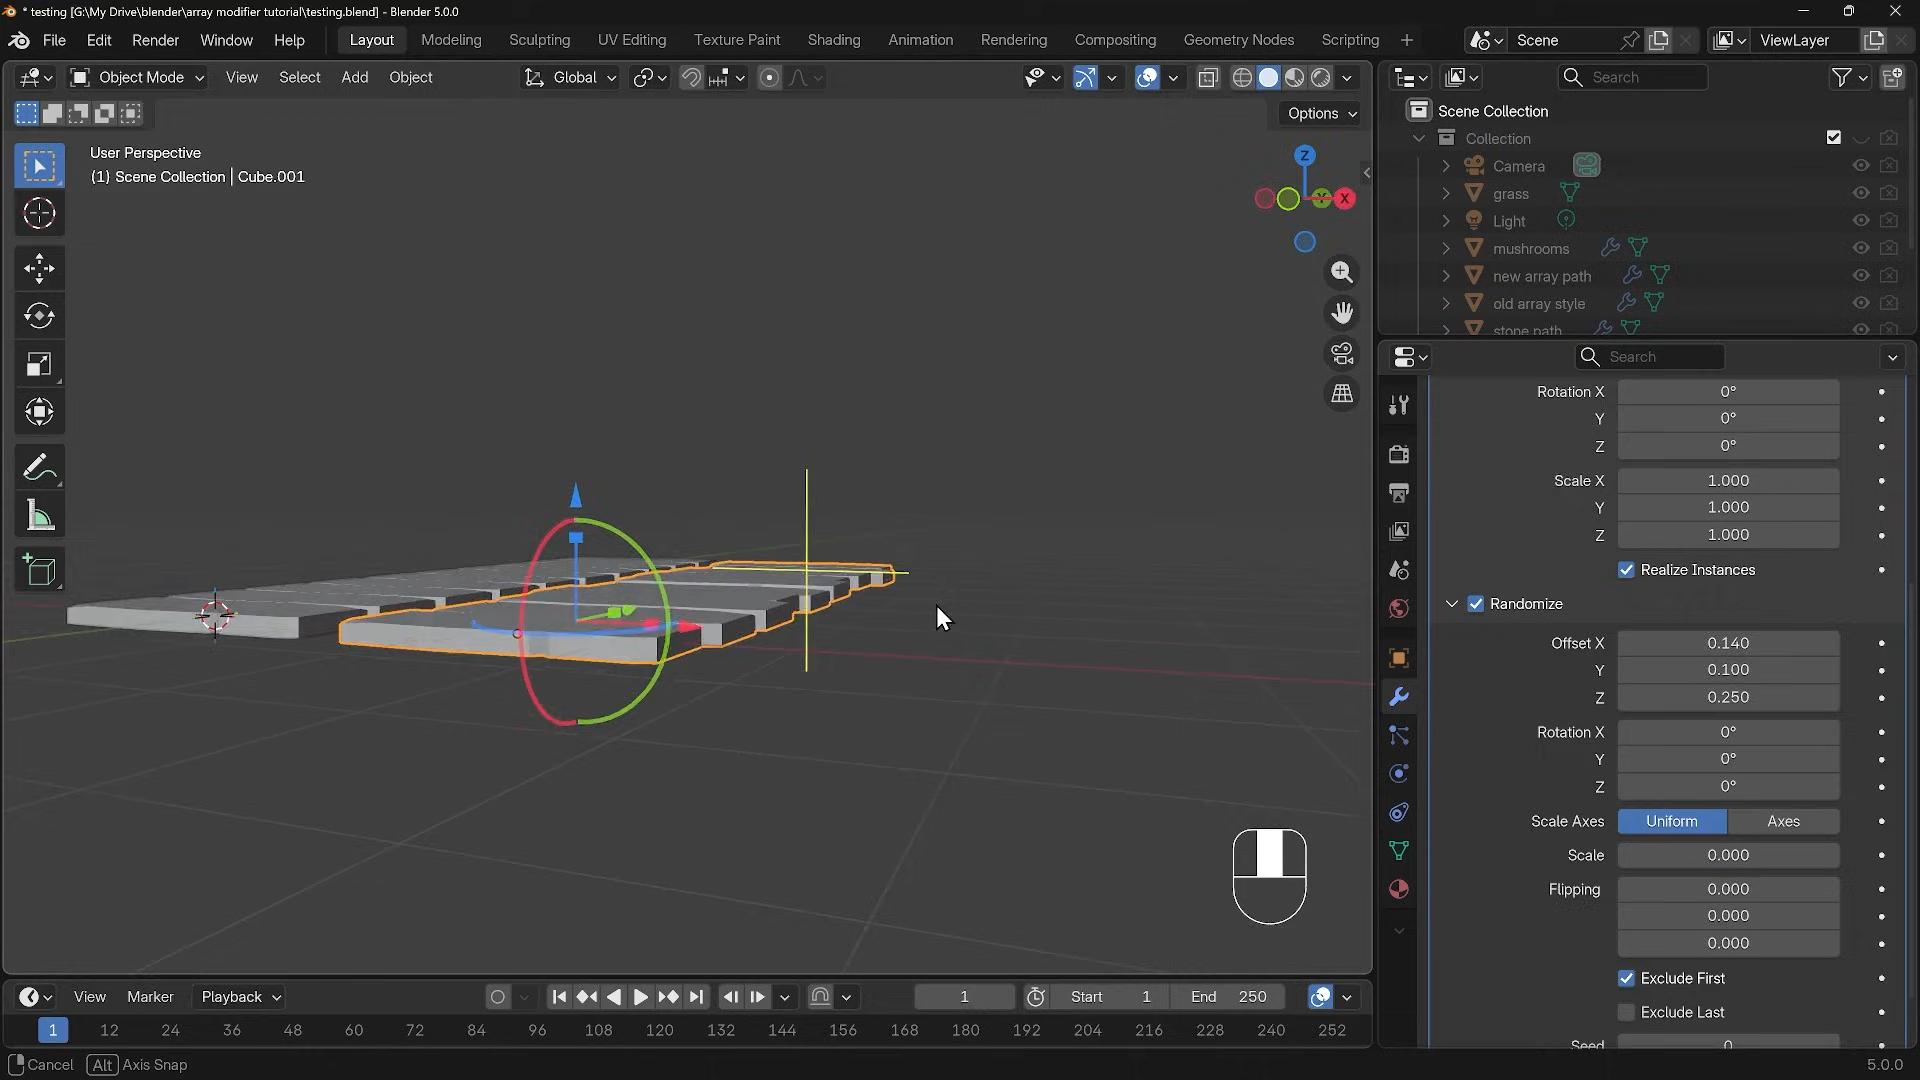 * testing [G:\My Drive\blender\array modifier tutorial\testing.blend] - Blender 5.0.0
File Edit Render Window Help Layout Modeling Sculpting UV Editing Texture Paint Shading Animation Rendering Compositing Geometry Nodes Scripting + Scene ViewLayer
Object Mode View Select Add Object Global Search
Options
User Perspective
(1) Scene Collection | Cube.001
Z
Y X
Scene Collection
Collection
Camera
grass
Light
mushrooms
new array path
old array style
stone path
Search
Rotation X 0°
Y 0°
Z 0°
Scale X 1.000
Y 1.000
Z 1.000
Realize Instances
Randomize
Offset X 0.140
Y 0.100
Z 0.250
Rotation X 0°
Y 0°
Z 0°
Scale Axes Uniform Axes
Scale 0.000
Flipping 0.000
0.000
0.000
Exclude First
Exclude Last
Seed 0
View Marker Playback 1 Start 1 End 250
1 12 24 36 48 60 72 84 96 108 120 132 144 156 168 180 192 204 216 228 240 252
Cancel Alt Axis Snap 5.0.0